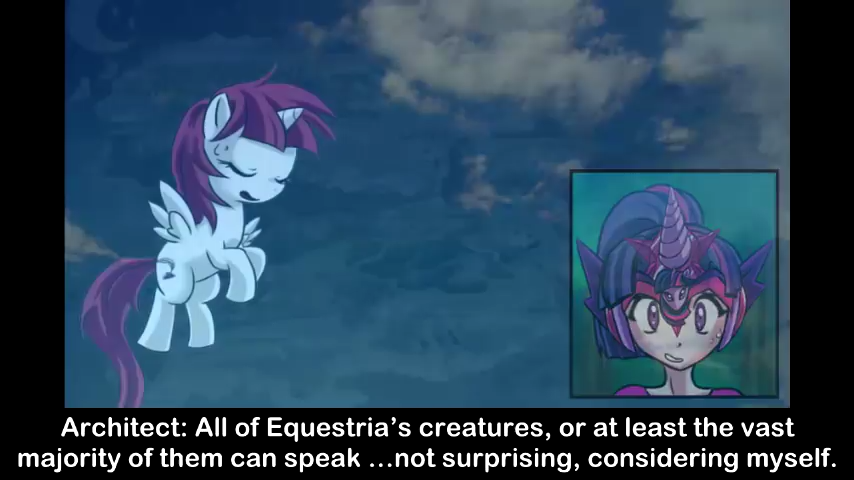 Architect: All of Equestria’s creatures, or at least the vast
majority of them can speak ...not surprising, considering myself.